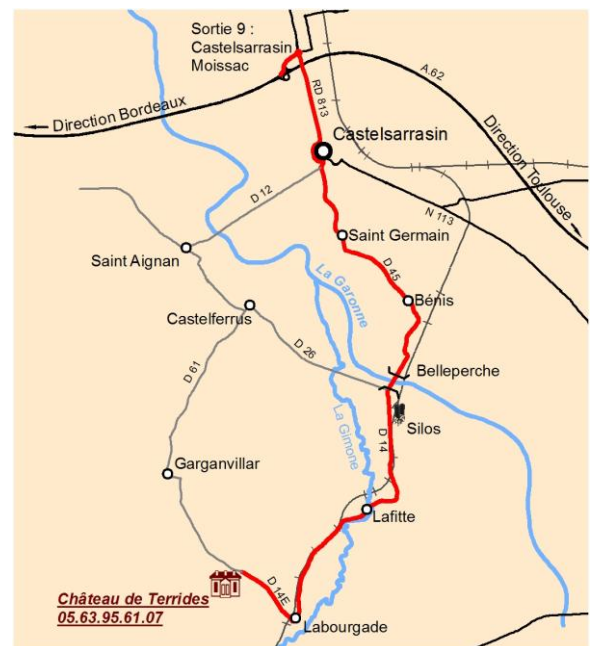 Sortie 9 :
Castelsarrasin
Moissac
A.62
RD 813
Direction Bordeaux
Castelsarrasin
Direction Toulouse
D 12
N 113
Saint Germain
Saint Aignan
D 45
La Garonne
Bénis
Castelferrus
D 26
Belleperche
D 61
La Gimone
D 14
Silos
Garganvillar
Lafitte
D 14E
Château de Terrides
05.63.95.61.07
Labourgade